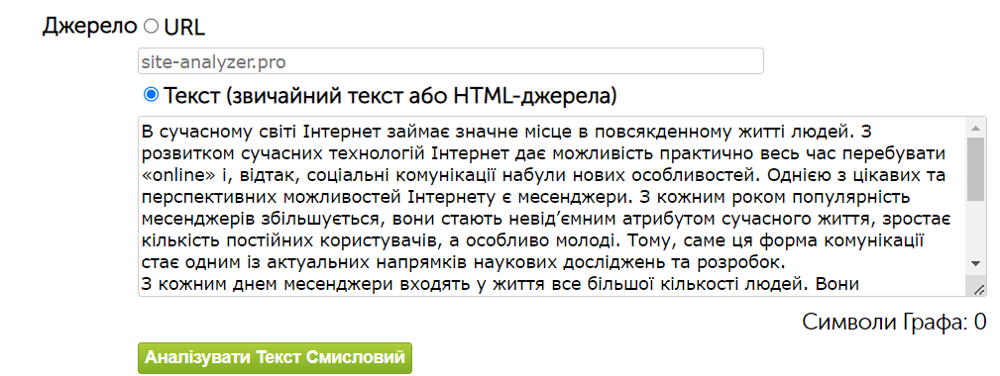 Джерело URL
site-analyzer.pro
Текст (звичайний текст або HTML-джерела)
В сучасному світі Інтернет займає значне місце в повсякденному житті людей. З
розвитком сучасних технологій Інтернет дає можливість практично весь час перебувати
«online» і, відтак, соціальні комунікації набули нових особливостей. Однією з цікавих та
перспективних можливостей Інтернету є месенджери. З кожним роком популярність
месенджерів збільшується, вони стають невід’ємним атрибутом сучасного життя, зростає
кількість постійних користувачів, а особливо молоді. Тому, саме ця форма комунікації
стає одним із актуальних напрямків наукових досліджень та розробок.
З кожним днем месенджери входять у життя все більшої кількості людей. Вони
Символи Графа: 0
Аналізувати Текст Смисловий